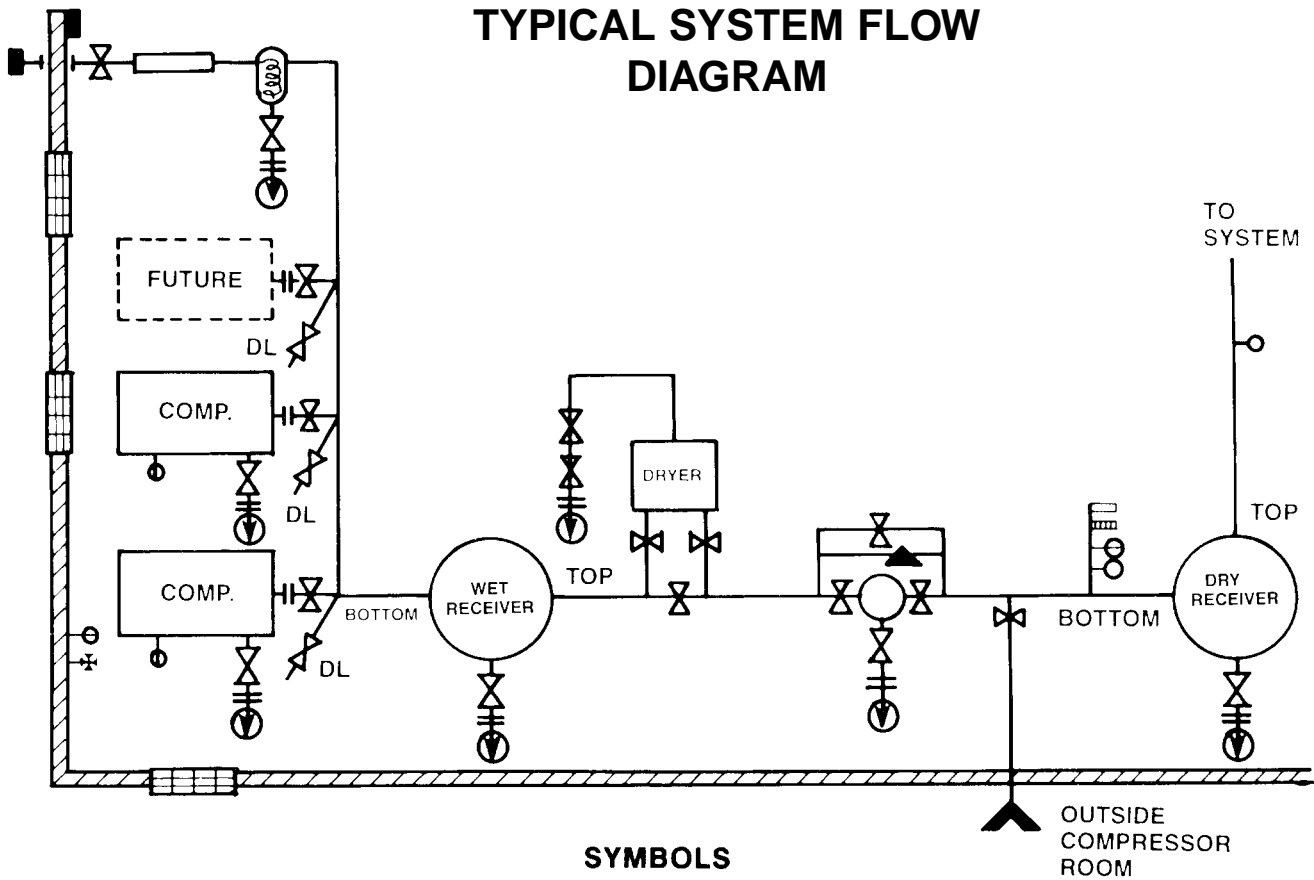 TYPICAL SYSTEM FLOW
DIAGRAM
TO
SYSTEM
FUTURE
DL
COMP.
DL
DRYER
TOP
COMP.
BOTTOM
WET
RECEIVER
TOP
DRY
RECEIVER
BOTTOM
DL
OUTSIDE
COMPRESSOR
ROOM
SYMBOLS